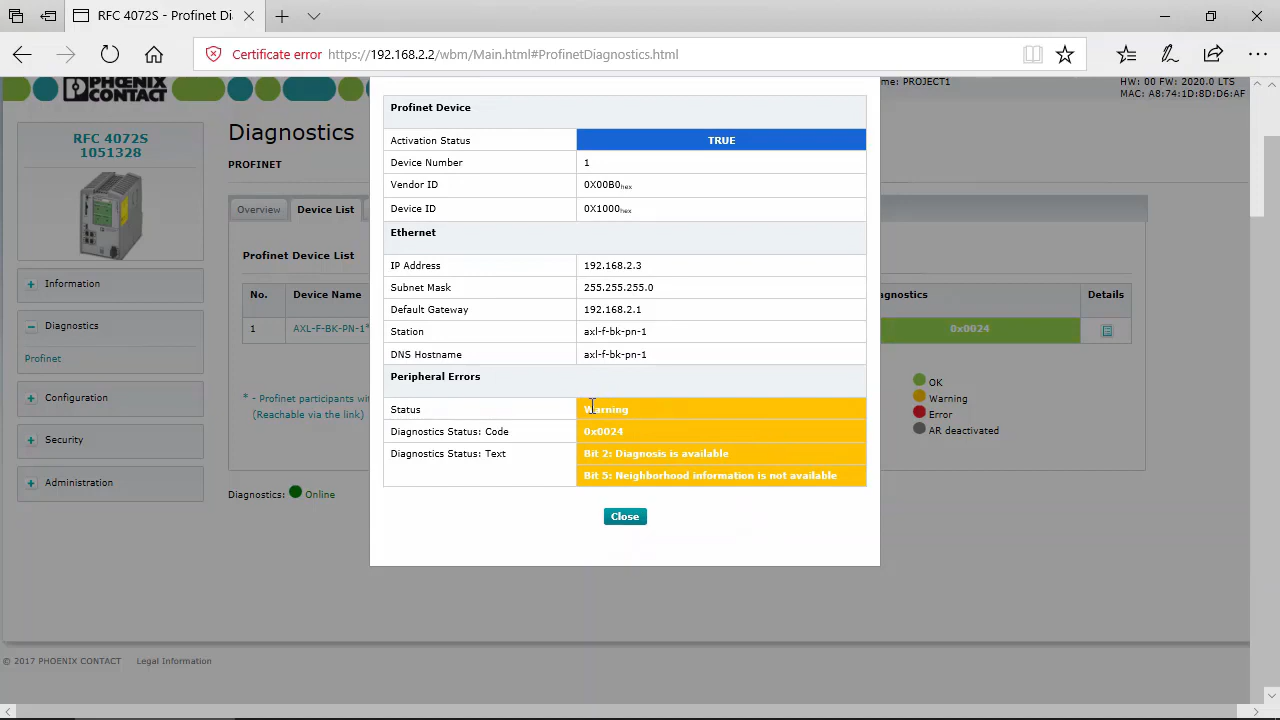 RFC 4072S - Profinet Di
Certificate error https://192.168.2.2/wbm/Main.html#ProfinetDiagnostics.html
PHOENIX CONTACT
me: PROJECT1
HW: 00 FW: 2020.0 LTS
MAC: A8:74:1D:8D:D6:AF
RFC 4072S
1051328
Information
Diagnostics
Profinet
Configuration
Security
Administration
Diagnostics
PROFINET
Overview
Device List
Profinet Device List
No.
Device Name
agnostics
Details
1
AXL-F-BK-PN-1*
0x0024
* - Profinet participants wit
(Reachable via the link)
OK
Warning
Error
AR deactivated
Diagnostics: Online
Profinet Device
Activation Status TRUE
Device Number 1
Vendor ID 0X00B0hex
Device ID 0X1000hex
Ethernet
IP Address 192.168.2.3
Subnet Mask 255.255.255.0
Default Gateway 192.168.2.1
Station axl-f-bk-pn-1
DNS Hostname axl-f-bk-pn-1
Peripheral Errors
Status Warning
Diagnostics Status: Code 0x0024
Diagnostics Status: Text Bit 2: Diagnosis is available
Bit 5: Neighborhood information is not available
Close
© 2017 PHOENIX CONTACT Legal Information